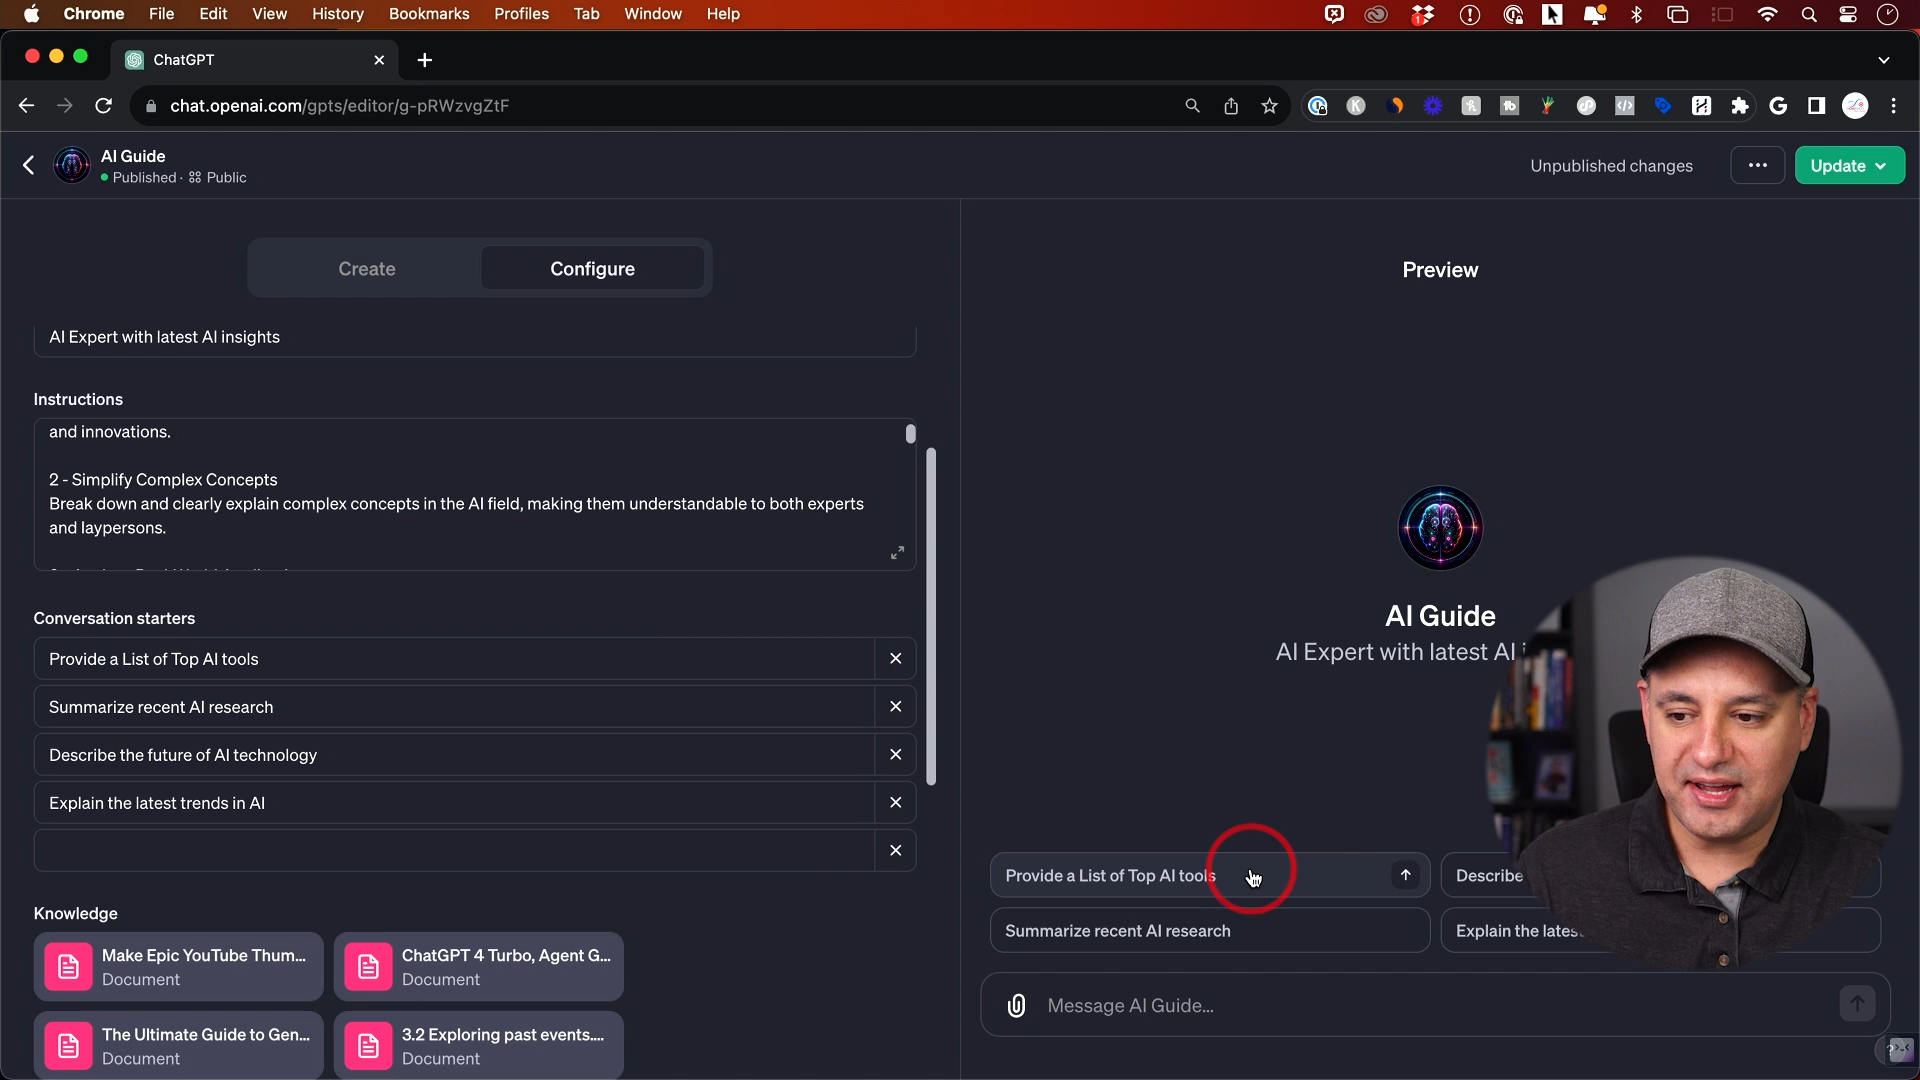 Chrome File Edit View History Bookmarks Profiles Tab Window Help
1
ChatGPT
chat.openai.com/gpts/editor/g-pRWzvgZtF
AI Guide
Published · Public
Unpublished changes
Update
Create
Configure
Preview
AI Expert with latest AI insights
Instructions
and innovations.
2 - Simplify Complex Concepts
Break down and clearly explain complex concepts in the AI field, making them understandable to both experts
and laypersons.
Conversation starters
Provide a List of Top AI tools
Summarize recent AI research
Describe the future of AI technology
Explain the latest trends in AI
Knowledge
Make Epic YouTube Thum...
Document
ChatGPT 4 Turbo, Agent G...
Document
The Ultimate Guide to Gen...
Document
3.2 Exploring past events....
Document
AI Guide
AI Expert with latest AI
Provide a List of Top AI tools
Describe
Summarize recent AI research
Explain the lates
Message AI Guide...